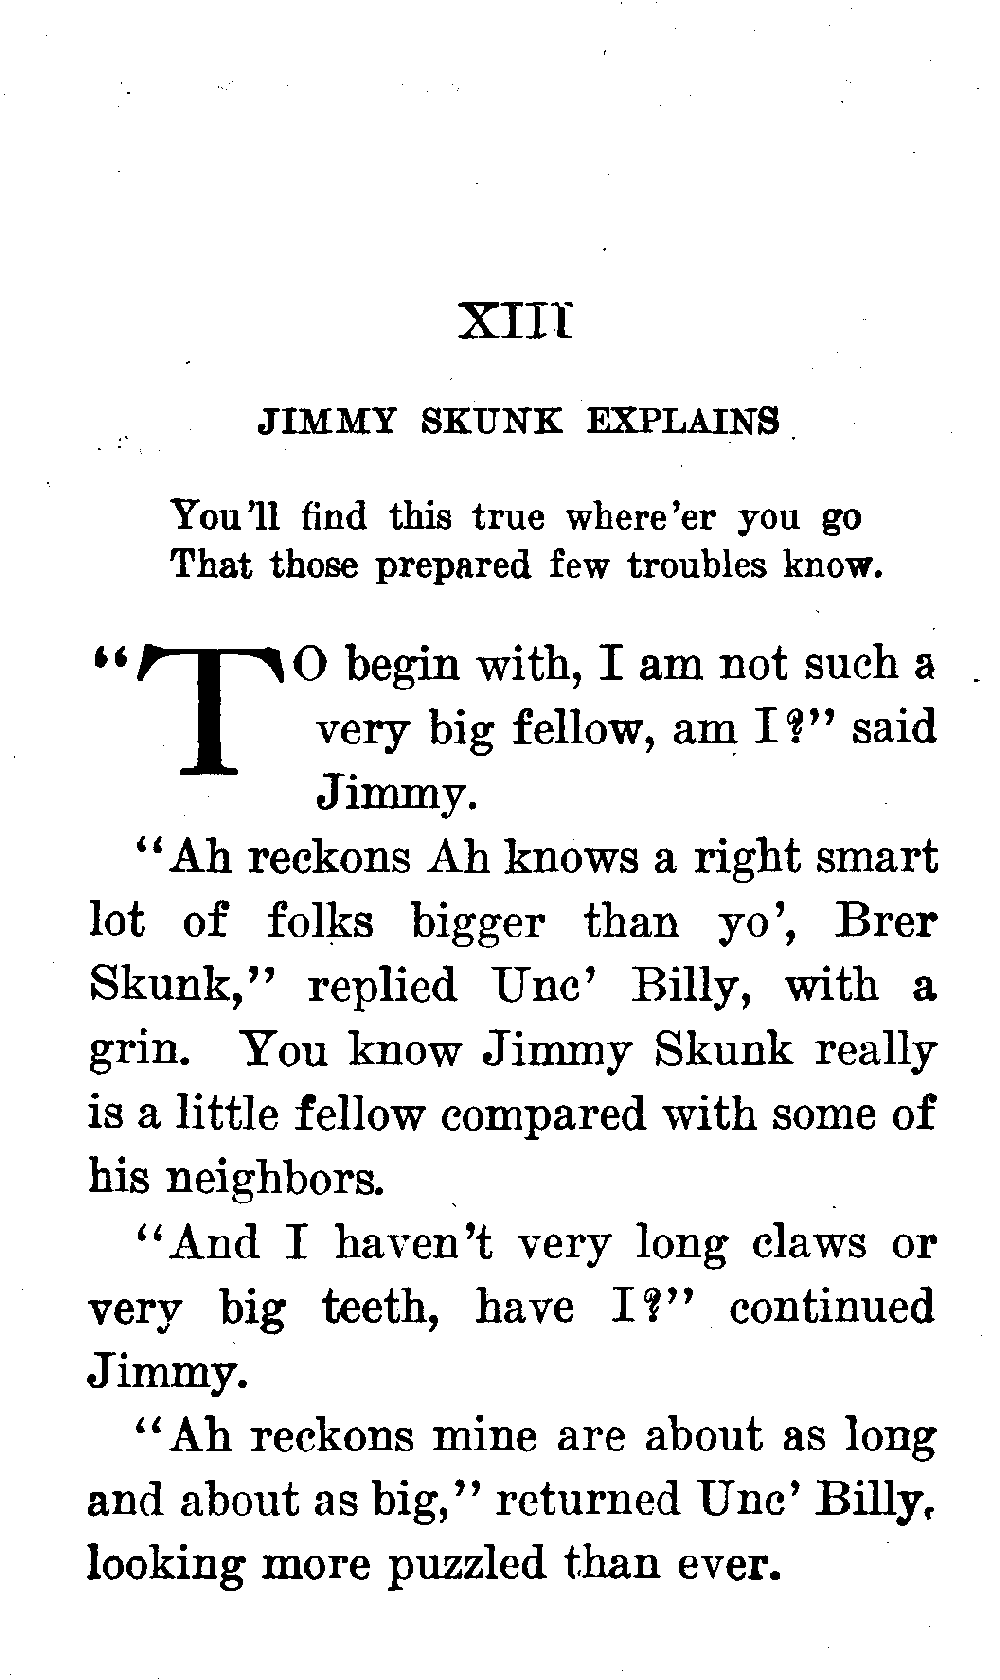 XIII
JIMMY SKUNK EXPLAINS
You'll find this true where'er you go
That those prepared few troubles know.
"TO begin with, I am not such a
very big fellow, am I?" said
Jimmy.
"Ah reckons Ah knows a right smart
lot of folks bigger than yo', Brer
Skunk," replied Unc' Billy, with a
grin. You know Jimmy Skunk really
is a little fellow compared with some of
his neighbors.
"And I haven't very long claws or
very big teeth, have I?" continued
Jimmy.
"Ah reckons mine are about as long
and about as big," returned Unc' Billy,
looking more puzzled than ever.